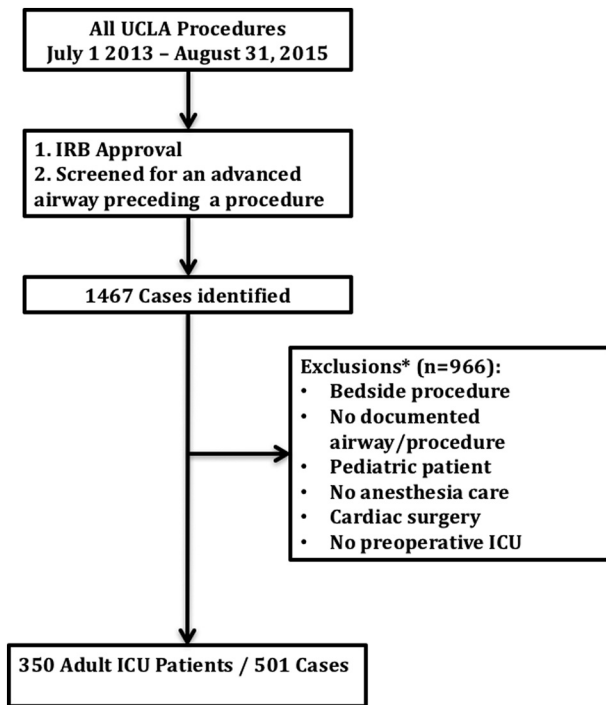 All UCLA Procedures
July 1 2013 – August 31, 2015
1. IRB Approval
2. Screened for an advanced
airway preceding a procedure
1467 Cases identified
Exclusions* (n=966):
• Bedside procedure
• No documented
airway/procedure
• Pediatric patient
• No anesthesia care
• Cardiac surgery
• No preoperative ICU
350 Adult ICU Patients / 501 Cases